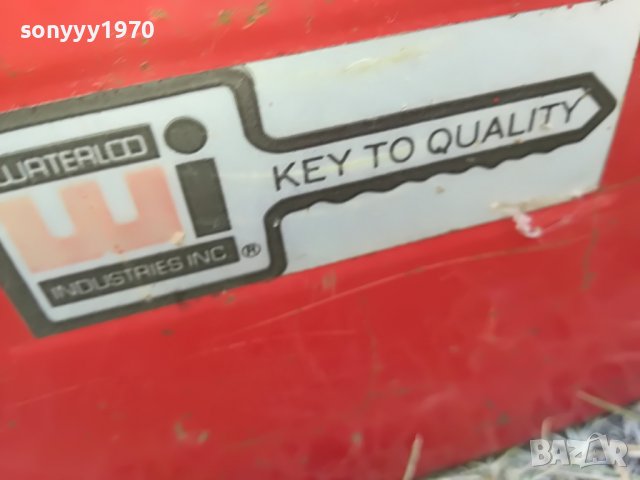 sonyyy1970
WATERLOO
wi
INDUSTRIES INC ®
KEY TO QUALITY
BAZAR